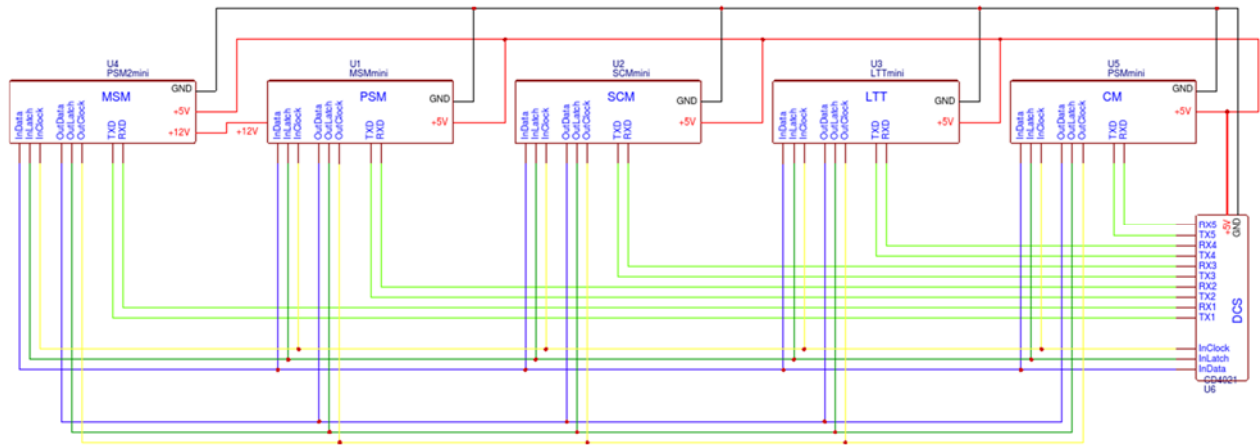 U4
PSM2mini
MSM
GND
+5V
+12V
InData
InLatch
InClock
OutData
OutLatch
OutClock
TXD
RXD
U1
MSMmini
PSM
GND
+5V
+12V
InData
InLatch
InClock
OutData
OutLatch
OutClock
TXD
RXD
U2
SCMmini
SCM
GND
+5V
InData
InLatch
InClock
OutData
OutLatch
OutClock
TXD
RXD
U3
LTTmini
LTT
GND
+5V
InData
InLatch
InClock
OutData
OutLatch
OutClock
TXD
RXD
U5
PSMmini
CM
GND
+5V
InData
InLatch
InClock
OutData
OutLatch
OutClock
TXD
RXD
+5V
GND
RX5
TX5
RX4
TX4
RX3
TX3
RX2
TX2
RX1
TX1
DCS
InClock
InLatch
InData
CD4021
U6